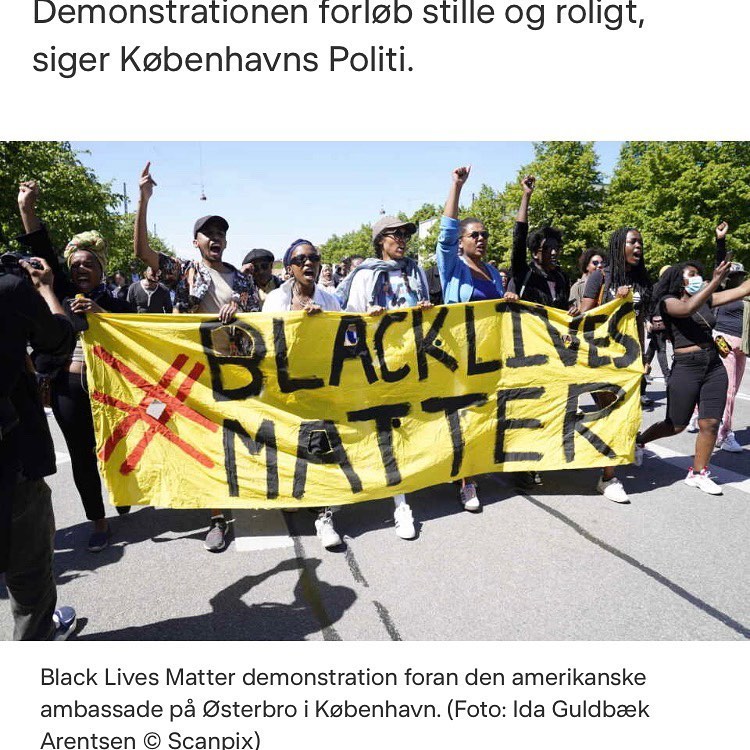 Demonstrationen forløb stille og roligt,
siger Københavns Politi.
#BLACK LIVES
MATTER
Black Lives Matter demonstration foran den amerikanske
ambassade på Østerbro i København. (Foto: Ida Guldbæk
Arentsen © Scanpix)